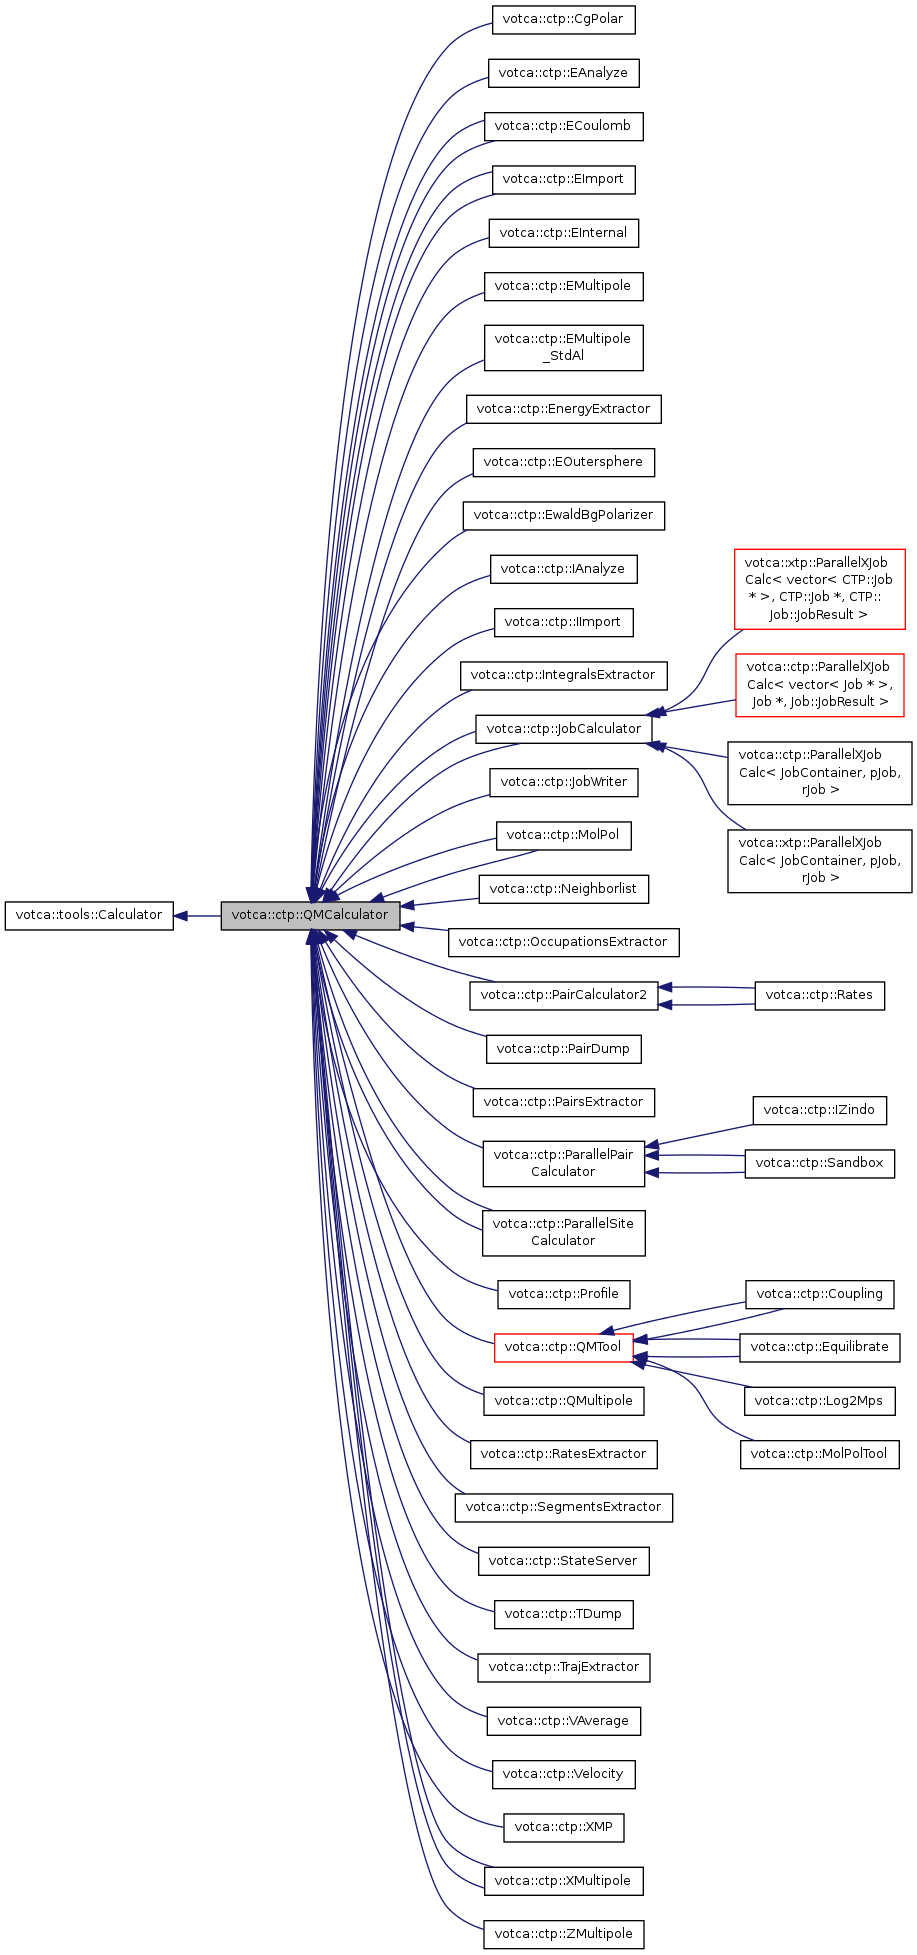 votca::ctp::CgPolar
votca::ctp::EAnalyze
votca::ctp::ECoulomb
votca::ctp::EImport
votca::ctp::EInternal
votca::ctp::EMultipole
votca::ctp::EMultipole
_StdAl
votca::ctp::EnergyExtractor
votca::ctp::EOutersphere
votca::ctp::EwaldBgPolarizer
votca::ctp::IAnalyze
votca::ctp::IImport
votca::ctp::IntegralsExtractor
votca::ctp::JobCalculator
votca::xtp::ParallelXJob
Calc< vector< CTP::Job
* >, CTP::Job *, CTP::
Job::JobResult >
votca::ctp::ParallelXJob
Calc< vector< Job * >,
Job *, Job::JobResult >
votca::ctp::ParallelXJob
Calc< JobContainer, pJob,
rJob >
votca::xtp::ParallelXJob
Calc< JobContainer, pJob,
rJob >
votca::ctp::JobWriter
votca::ctp::MolPol
votca::ctp::Neighborlist
votca::tools::Calculator
votca::ctp::QMCalculator
votca::ctp::OccupationsExtractor
votca::ctp::PairCalculator2
votca::ctp::Rates
votca::ctp::PairDump
votca::ctp::PairsExtractor
votca::ctp::ParallelPair
Calculator
votca::ctp::IZindo
votca::ctp::Sandbox
votca::ctp::ParallelSite
Calculator
votca::ctp::Profile
votca::ctp::QMTool
votca::ctp::Coupling
votca::ctp::Equilibrate
votca::ctp::Log2Mps
votca::ctp::MolPolTool
votca::ctp::QMultipole
votca::ctp::RatesExtractor
votca::ctp::SegmentsExtractor
votca::ctp::StateServer
votca::ctp::TDump
votca::ctp::TrajExtractor
votca::ctp::VAverage
votca::ctp::Velocity
votca::ctp::XMP
votca::ctp::XMultipole
votca::ctp::ZMultipole